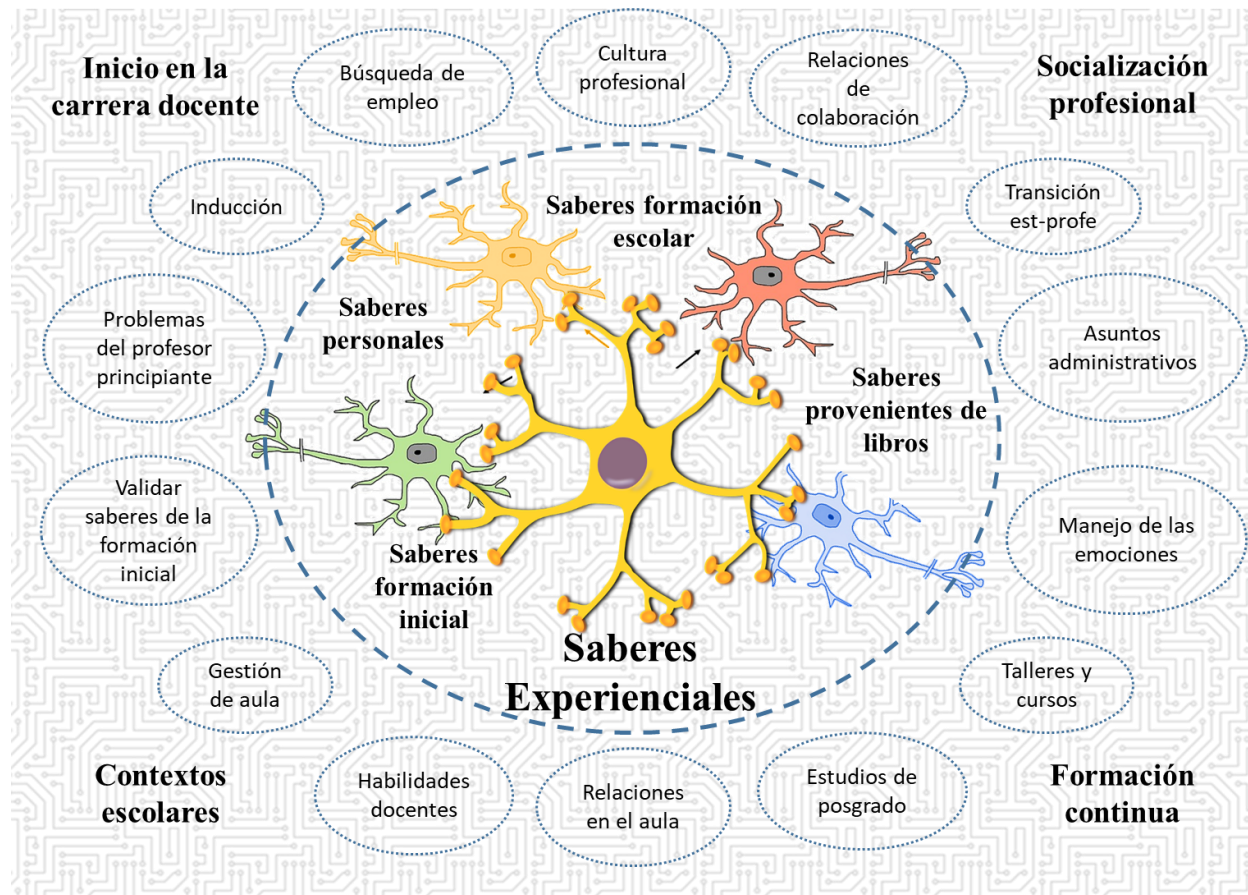 Inicio en la
carrera docente
Búsqueda de
empleo
Cultura
profesional
Relaciones
de
colaboración
Socialización
profesional
Inducción
Saberes formación
escolar
Transición
est-profe
Problemas
del profesor
principiante
Saberes
personales
Asuntos
administrativos
Saberes
provenientes de
libros
Validar
saberes de la
formación
inicial
Saberes
formación
inicial
Manejo de las
emociones
Saberes
Experienciales
Gestión
de aula
Talleres y
cursos
Contextos
escolares
Habilidades
docentes
Relaciones
en el aula
Estudios de
posgrado
Formación
continua